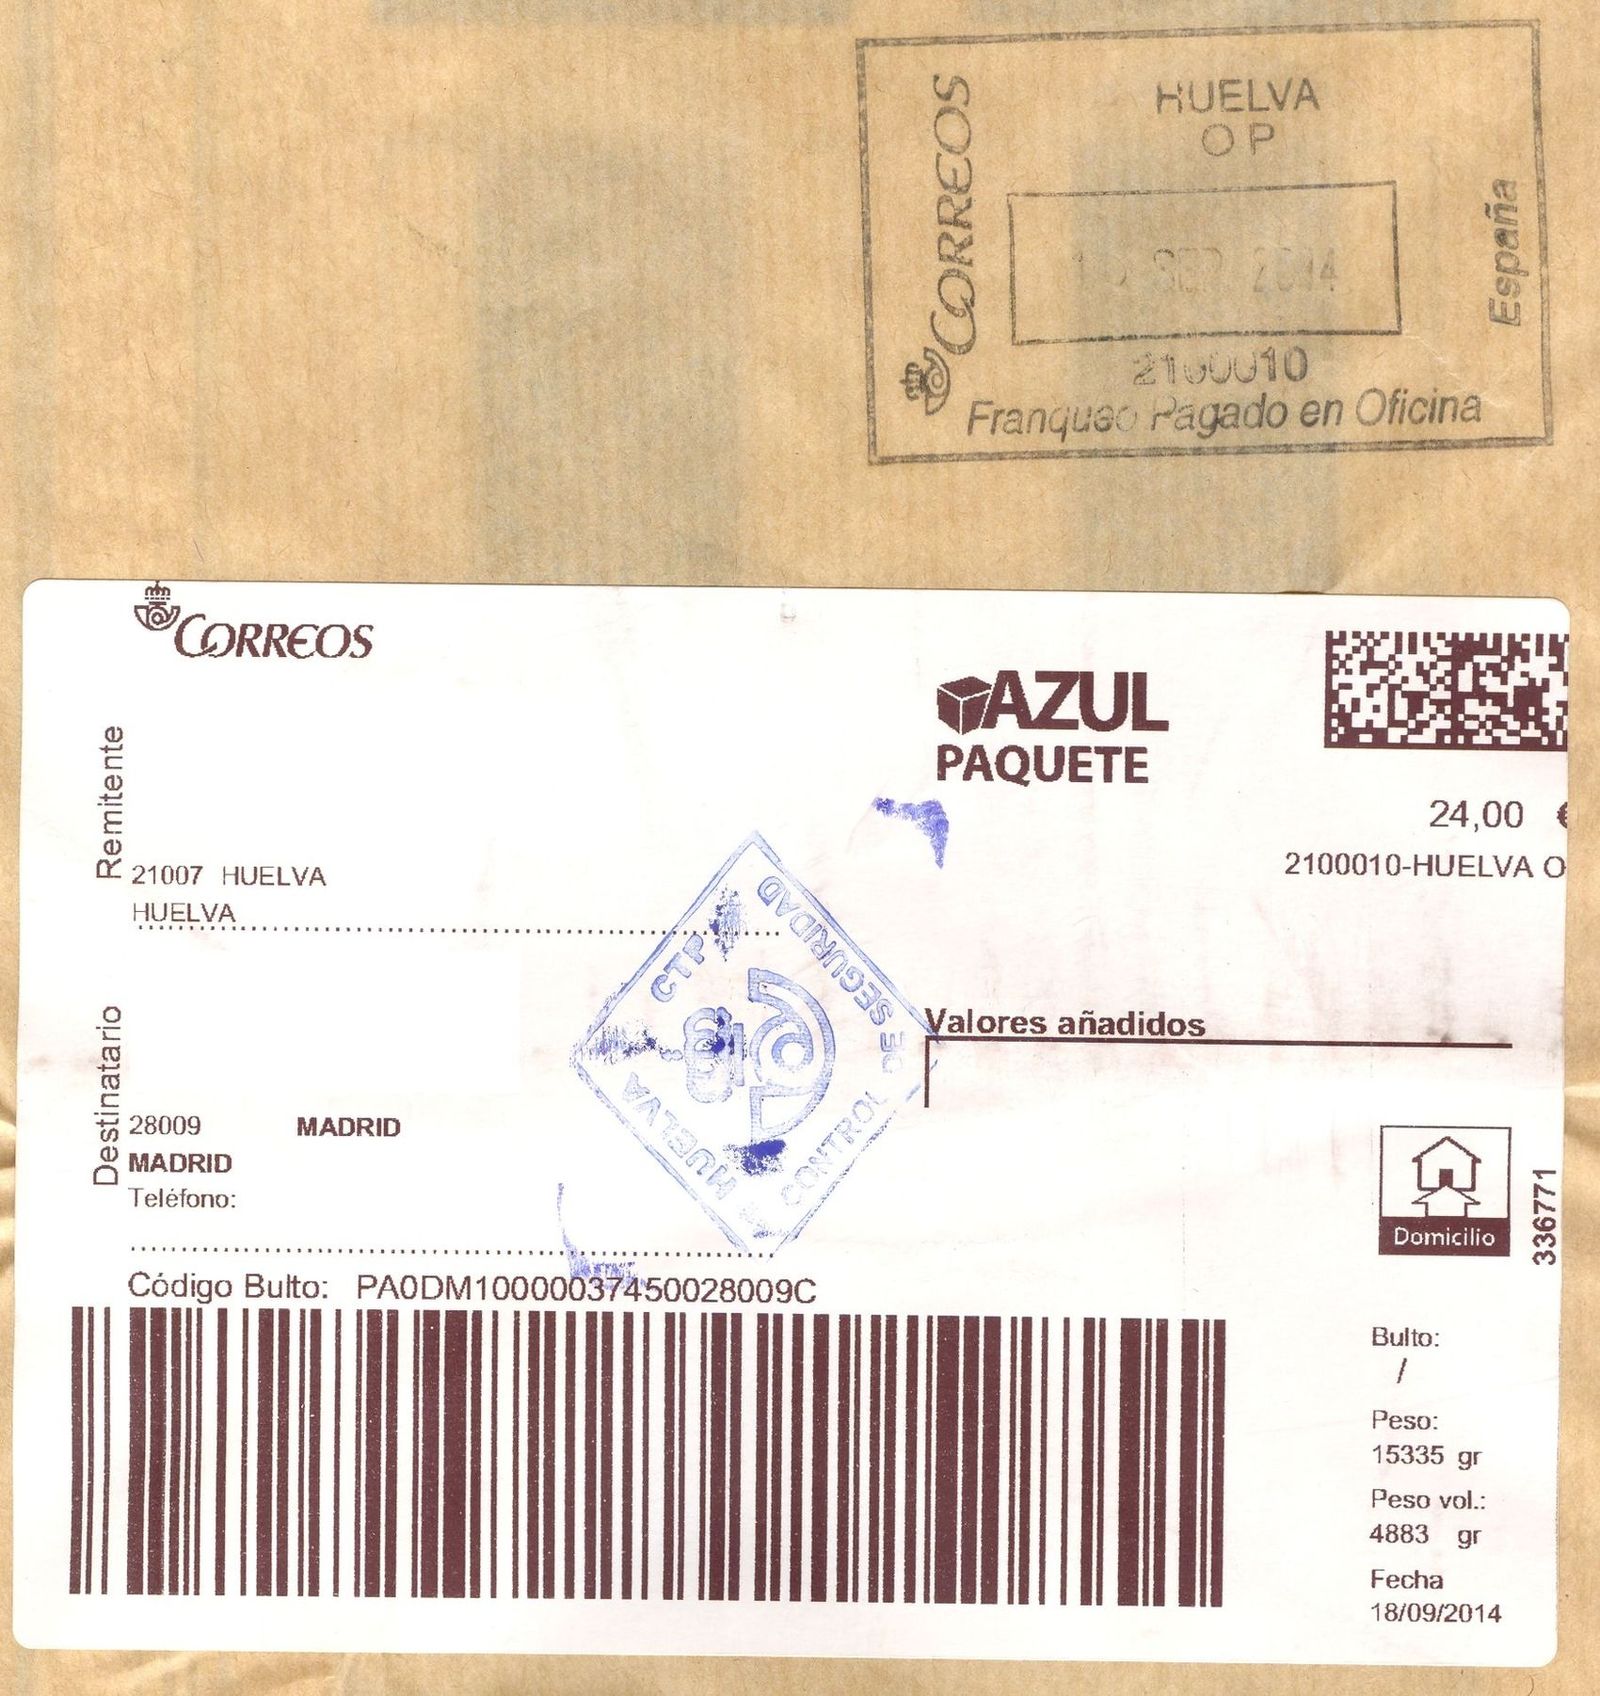 HUELVA
O P
CORREOS
España
SEP 2014
2100010
Franqueo Pagado en Oficina
CORREOS
AZUL
PAQUETE
24,00 €
2100010-HUELVA O
Remitente
21007 HUELVA
HUELVA
CTP HUELVA
CONTROL DE SEGURIDAD
Valores añadidos
Destinatario
28009 MADRID
MADRID
Teléfono:
Domicilio
336771
Código Bulto: PA0DM10000037450028009C
Bulto:
/
Peso:
15335 gr
Peso vol.:
4883 gr
Fecha
18/09/2014